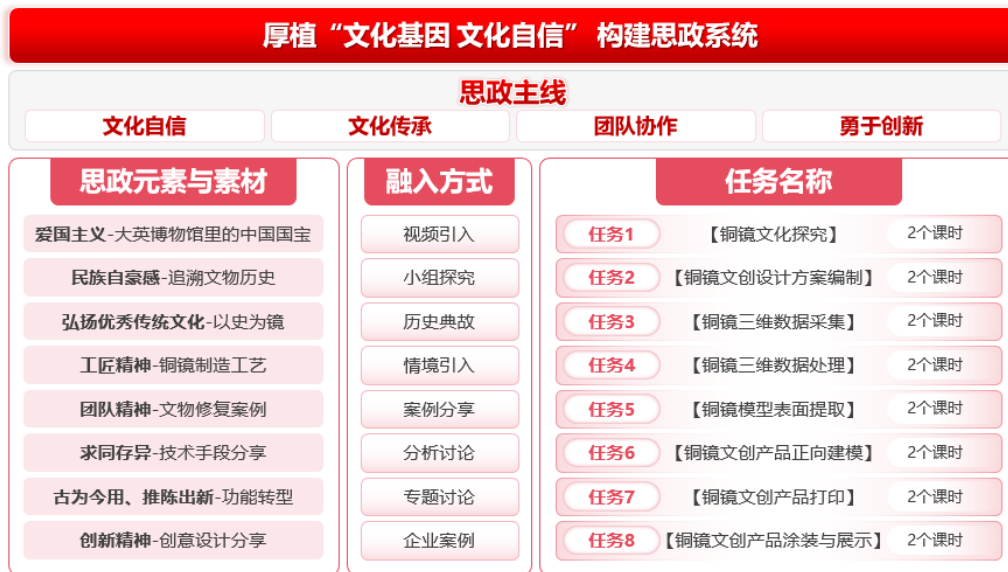 厚植“文化基因 文化自信” 构建思政系统
思政主线
文化自信 文化传承 团队协作 勇于创新
思政元素与素材 融入方式 任务名称
爱国主义-大英博物馆里的中国国宝 视频引入 任务1 【铜镜文化探究】 2个课时
民族自豪感-追溯文物历史 小组探究 任务2 【铜镜文创设计方案编制】 2个课时
弘扬优秀传统文化-以史为镜 历史典故 任务3 【铜镜三维数据采集】 2个课时
工匠精神-铜镜制造工艺 情境引入 任务4 【铜镜三维数据处理】 2个课时
团队精神-文物修复案例 案例分享 任务5 【铜镜模型表面提取】 2个课时
求同存异-技术手段分享 分析讨论 任务6 【铜镜文创产品正向建模】 2个课时
古为今用、推陈出新-功能转型 专题讨论 任务7 【铜镜文创产品打印】 2个课时
创新精神-创意设计分享 企业案例 任务8 【铜镜文创产品涂装与展示】 2个课时